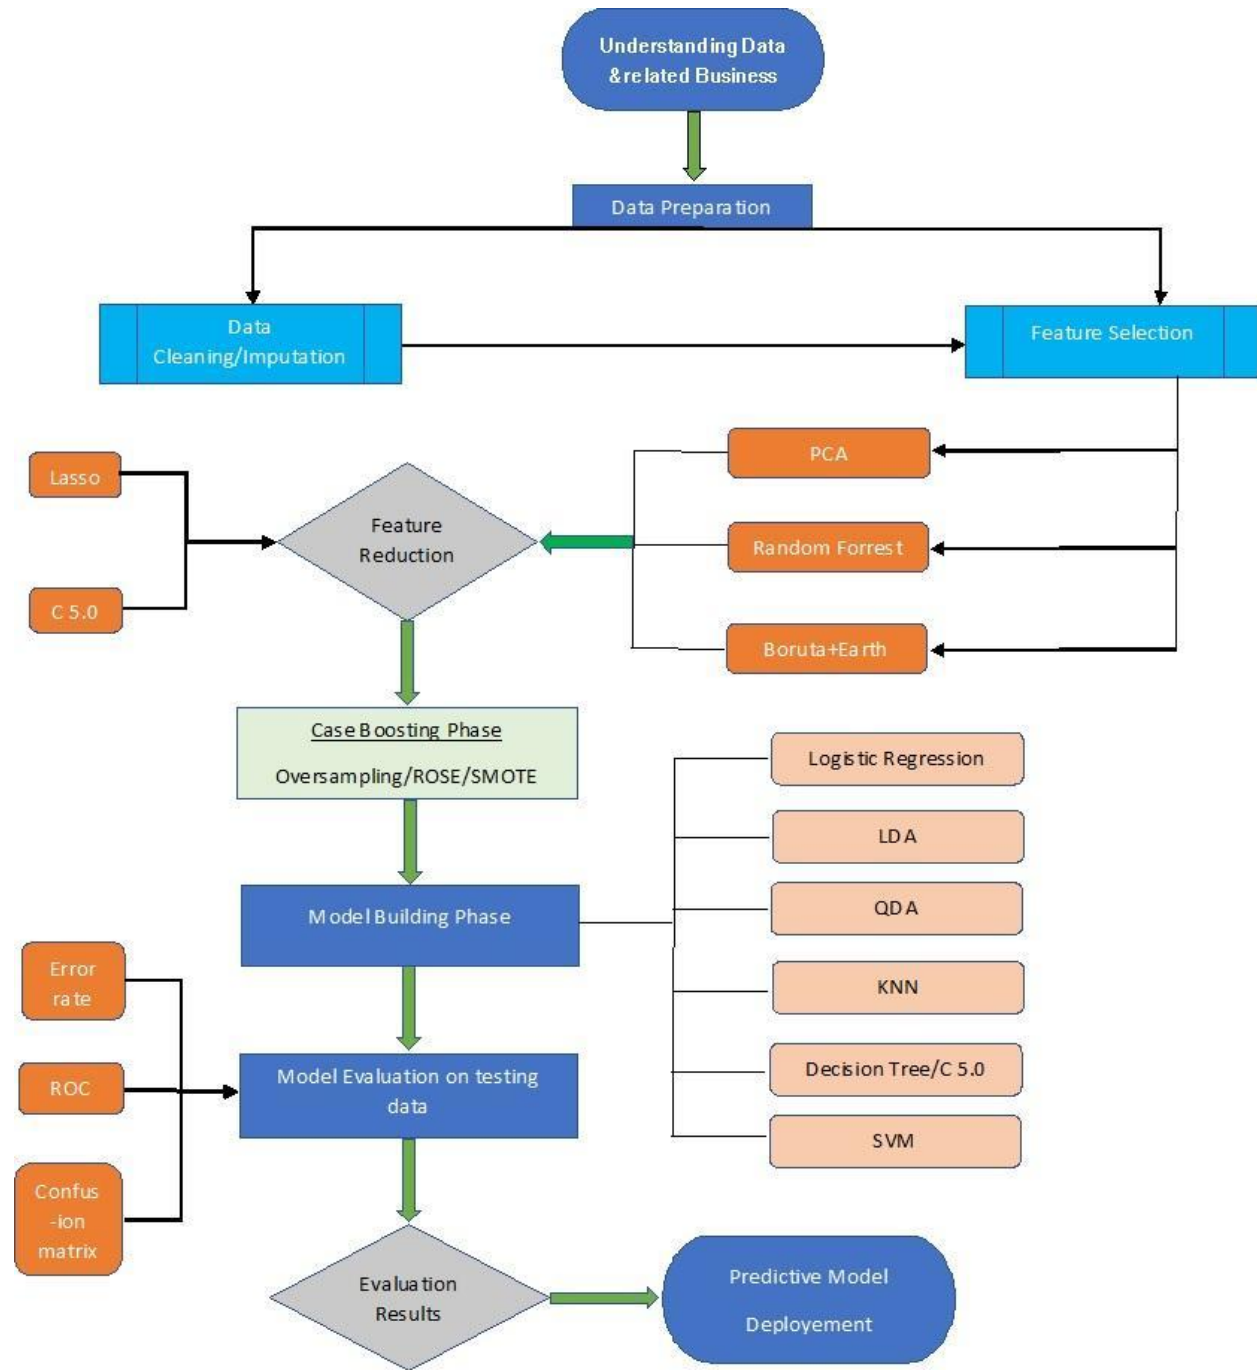 Understanding Data
&related Business
Data Preparation
Data
Cleaning/Imputation
Feature Selection
PCA
Lasso
Feature
Reduction
Random Forrest
C 5.0
Boruta+Earth
Case Boosting Phase
Oversampling/ROSE/SMOTE
Logistic Regression
LDA
QDA
Model Building Phase
Error
rate
KNN
Decision Tree/C 5.0
Model Evaluation on testing
data
ROC
SVM
Confus
-ion
matrix
Evaluation
Results
Predictive Model
Deployement